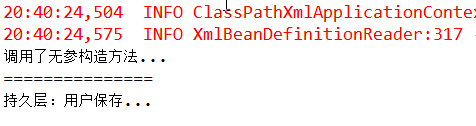 20:40:24,504  INFO ClassPathXmlApplicationConte
20:40:24,575  INFO XmlBeanDefinitionReader:317 -
调用了无参构造方法...
===============
持久层：用户保存...